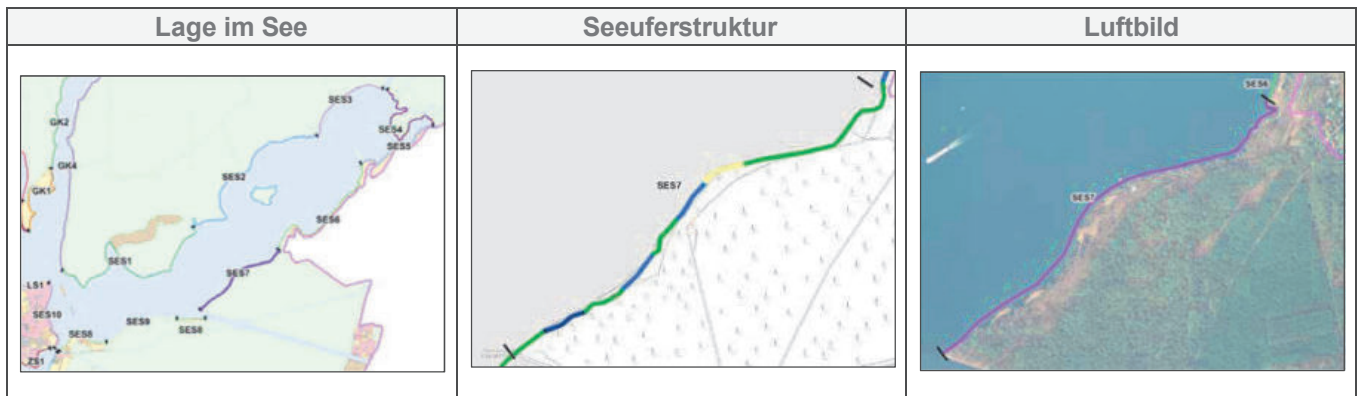 Lage im See
Seeuferstruktur
Luftbild
SES3
GK2
SES4
SES5
GK4
SES2
GK1
SES6
SES1
SES7
LS1
SES10
SES9
SES8
ZS1
SES7
SES6
SES7